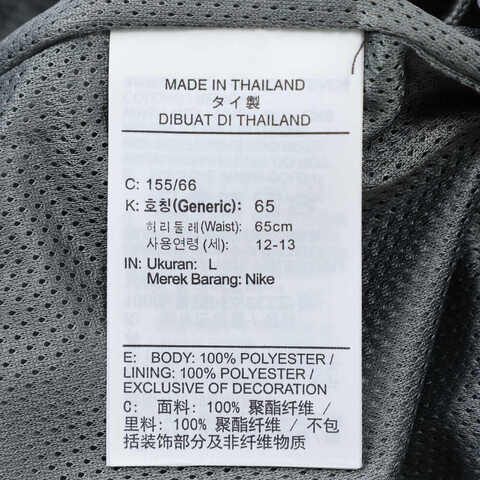 MADE IN THAILAND
タイ製
DIBUAT DI THAILAND
C: 155/66
K: 호칭(Generic): 65
허리둘레(Waist): 65cm
사용연령 (세): 12-13
IN: Ukuran: L
Merek Barang: Nike
E: BODY: 100% POLYESTER /
LINING: 100% POLYESTER /
EXCLUSIVE OF DECORATION
C: 面料: 100% 聚酯纤维 /
里料: 100% 聚酯纤维 / 不包
括装饰部分及非纤维物质